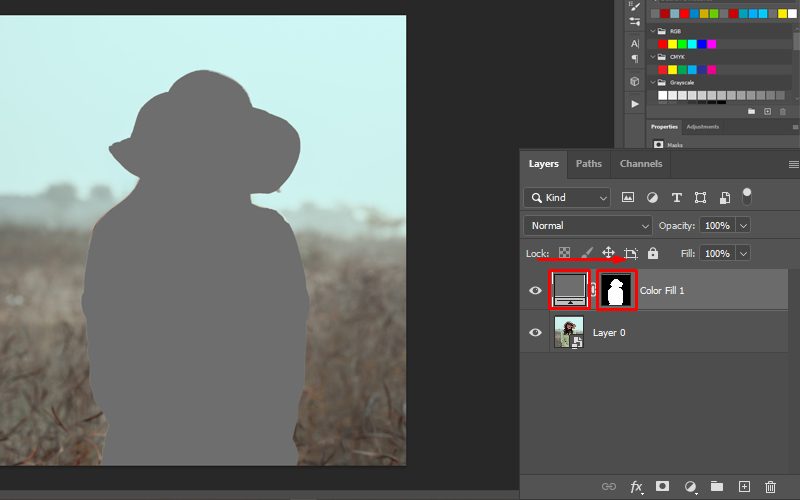 RGB
CMYK
Grayscale
Properties Adjustments
Masks
Layers Paths Channels
Kind
Normal Opacity: 100%
Lock: Fill: 100%
Color Fill 1
Layer 0
fx